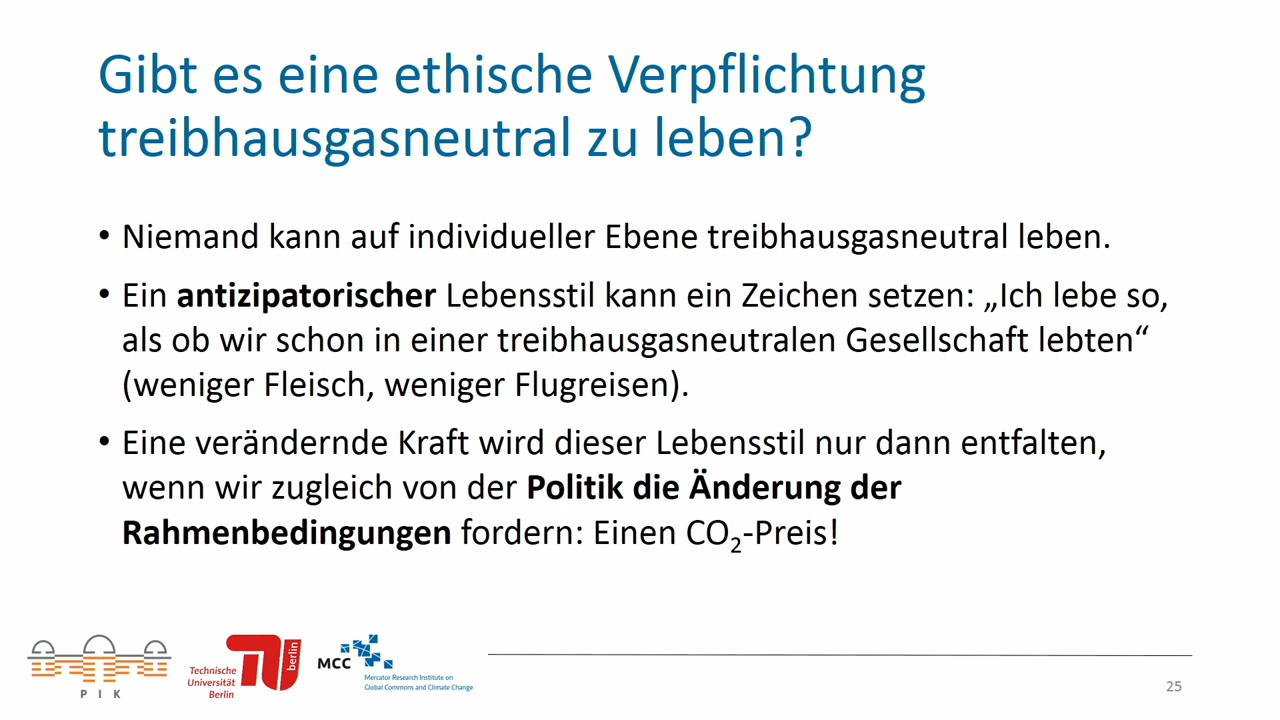 Gibt es eine ethische Verpflichtung
treibhausgasneutral zu leben?
• Niemand kann auf individueller Ebene treibhausgasneutral leben.
• Ein antizipatorischer Lebensstil kann ein Zeichen setzen: „Ich lebe so,
als ob wir schon in einer treibhausgasneutralen Gesellschaft lebten“
(weniger Fleisch, weniger Flugreisen).
• Eine verändernde Kraft wird dieser Lebensstil nur dann entfalten,
wenn wir zugleich von der Politik die Änderung der
Rahmenbedingungen fordern: Einen CO₂-Preis!
PIK
Technische
Universität
Berlin
berlin
MCC
Mercator Research Institute on
Global Commons and Climate Change
25